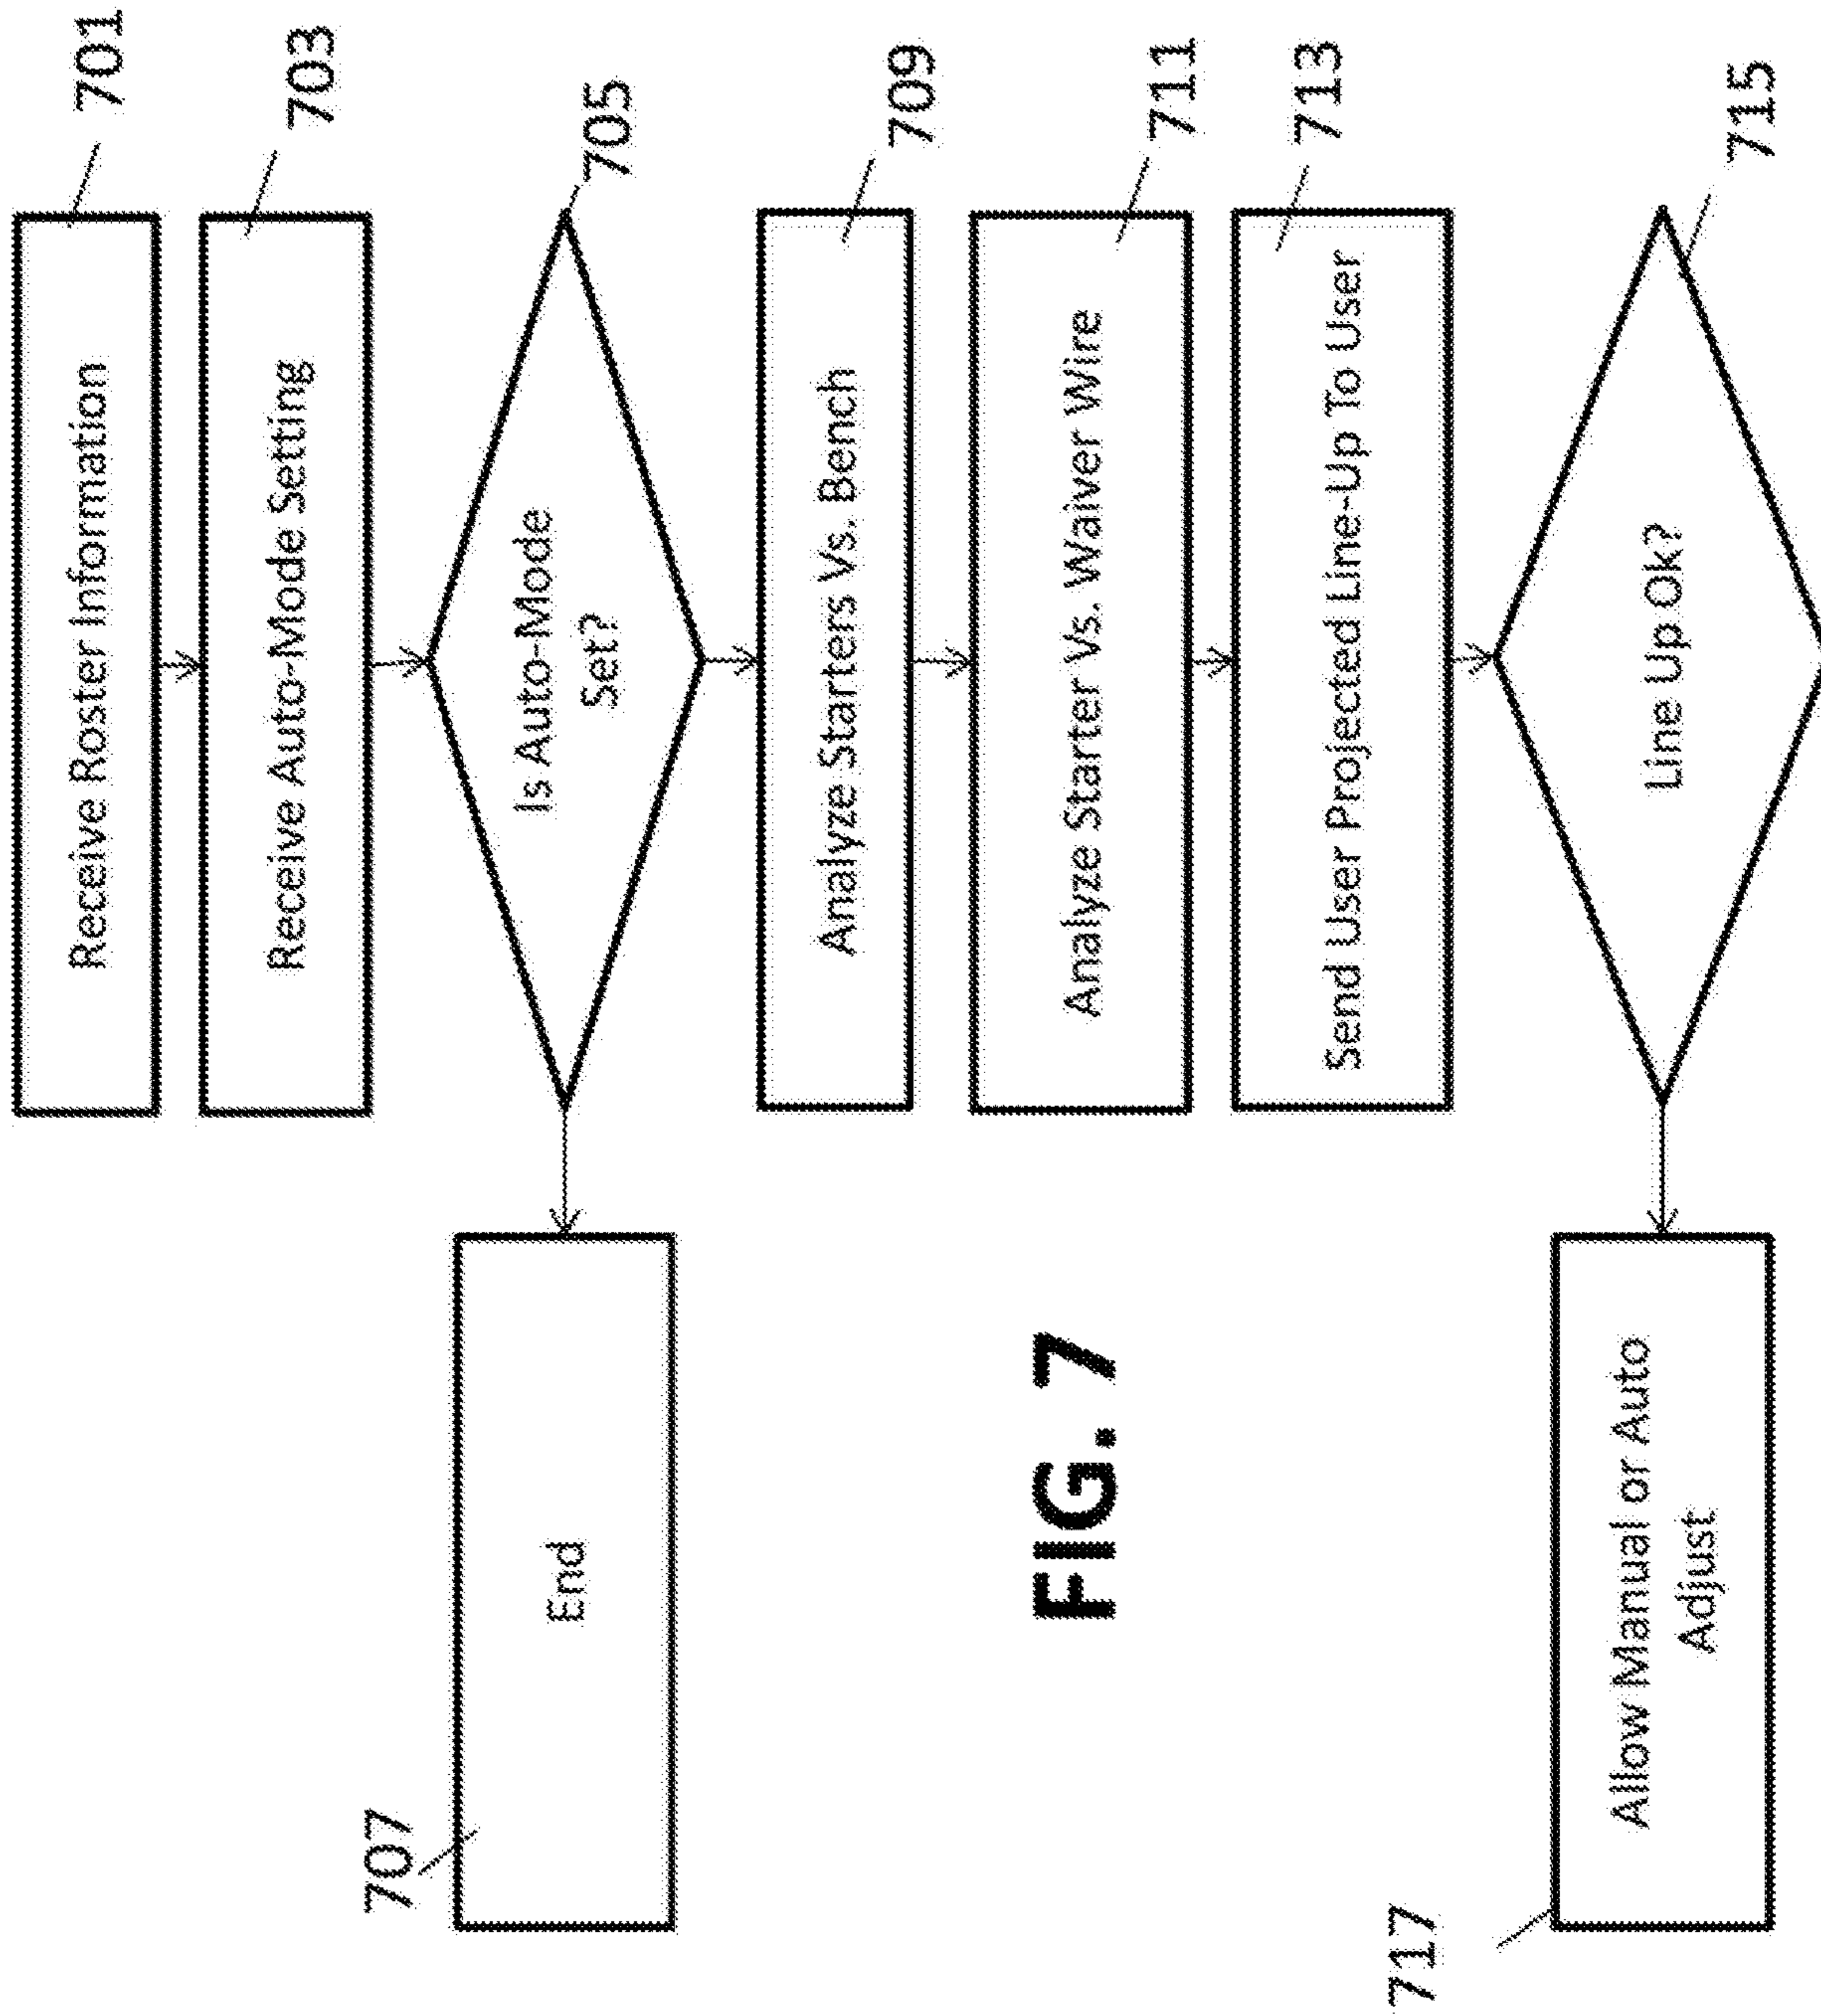 Receive Roster Information
701
Receive Auto-Mode Setting
703
Is Auto-Mode
Set?
705
End
707
Analyze Starters Vs. Bench
709
Analyze Starter Vs. Waiver Wire
711
Send User Projected Line-Up To User
713
Line Up Ok?
715
Allow Manual or Auto
Adjust
717
FIG. 7